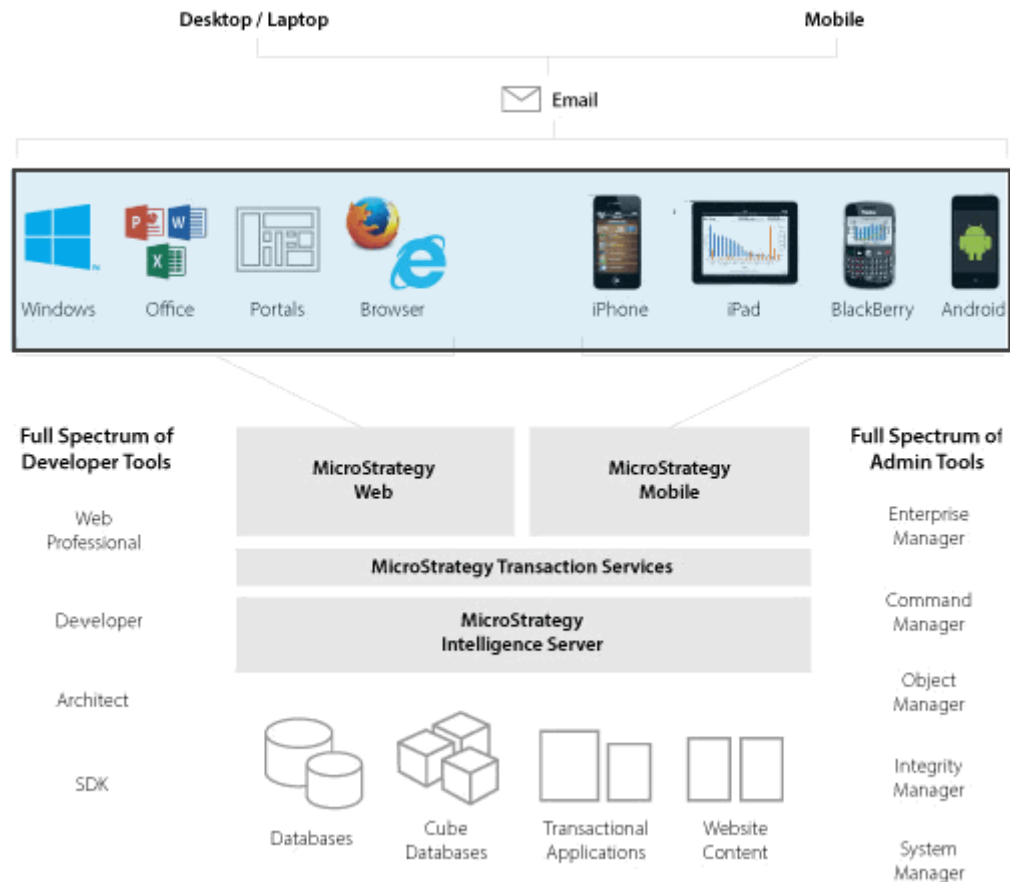 Desktop / Laptop
Mobile
Email
P
W
X
Windows
Office
Portals
Browser
iPhone
iPad
BlackBerry
Android
Full Spectrum of
Developer Tools
Web
Professional
Developer
Architect
SDK
MicroStrategy
Web
MicroStrategy
Mobile
MicroStrategy Transaction Services
MicroStrategy
Intelligence Server
Databases
Cube
Databases
Transactional
Applications
Website
Content
Full Spectrum of
Admin Tools
Enterprise
Manager
Command
Manager
Object
Manager
Integrity
Manager
System
Manager